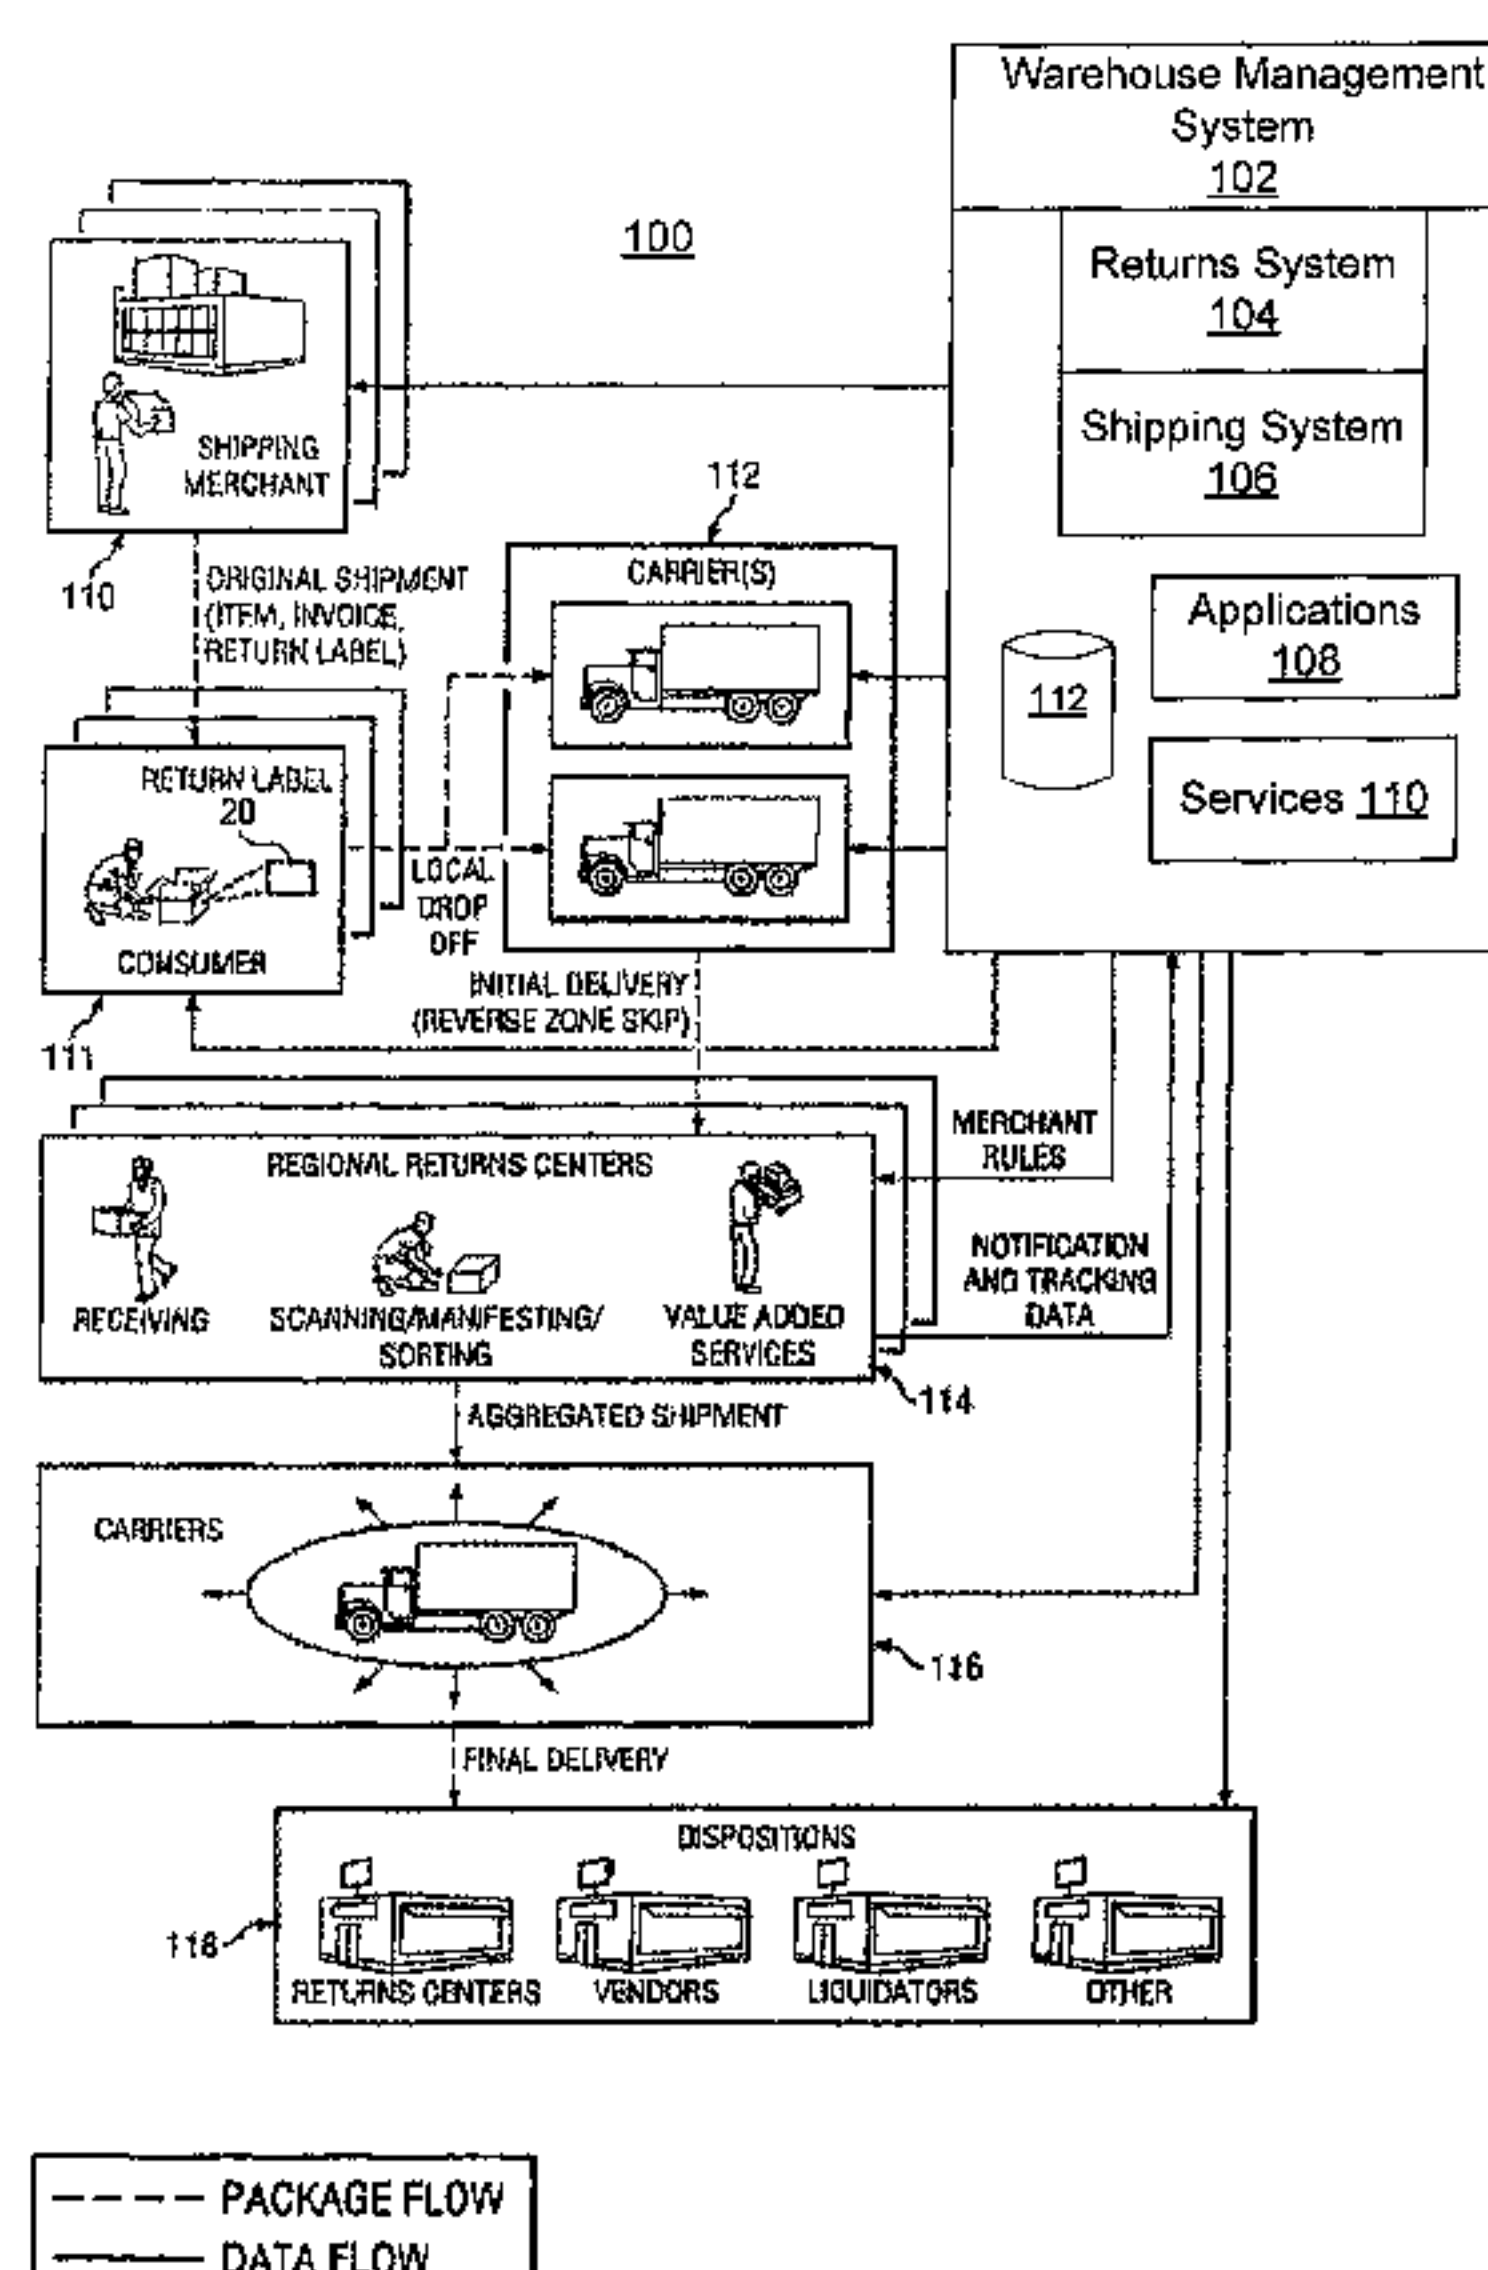 Warehouse Management
System
102
100
Returns System
104
Shipping System
106
SHIPPING
MERCHANT
112
110
ORIGINAL SHIPMENT
(ITEM, INVOICE,
RETURN LABEL)
CARRIER(S)
Applications
108
112
Services 110
RETURN LABEL
20
CONSUMER
LOCAL
DROP
OFF
111
INITIAL DELIVERY
(REVERSE ZONE SKIP)
MERCHANT
RULES
REGIONAL RETURNS CENTERS
RECEIVING
SCANNING/MANIFESTING/
SORTING
VALUE ADDED
SERVICES
NOTIFICATION
AND TRACKING
DATA
114
AGGREGATED SHIPMENT
CARRIERS
116
FINAL DELIVERY
DISPOSITIONS
118
RETURNS CENTERS
VENDORS
LIQUIDATORS
OTHER
PACKAGE FLOW
DATA FLOW